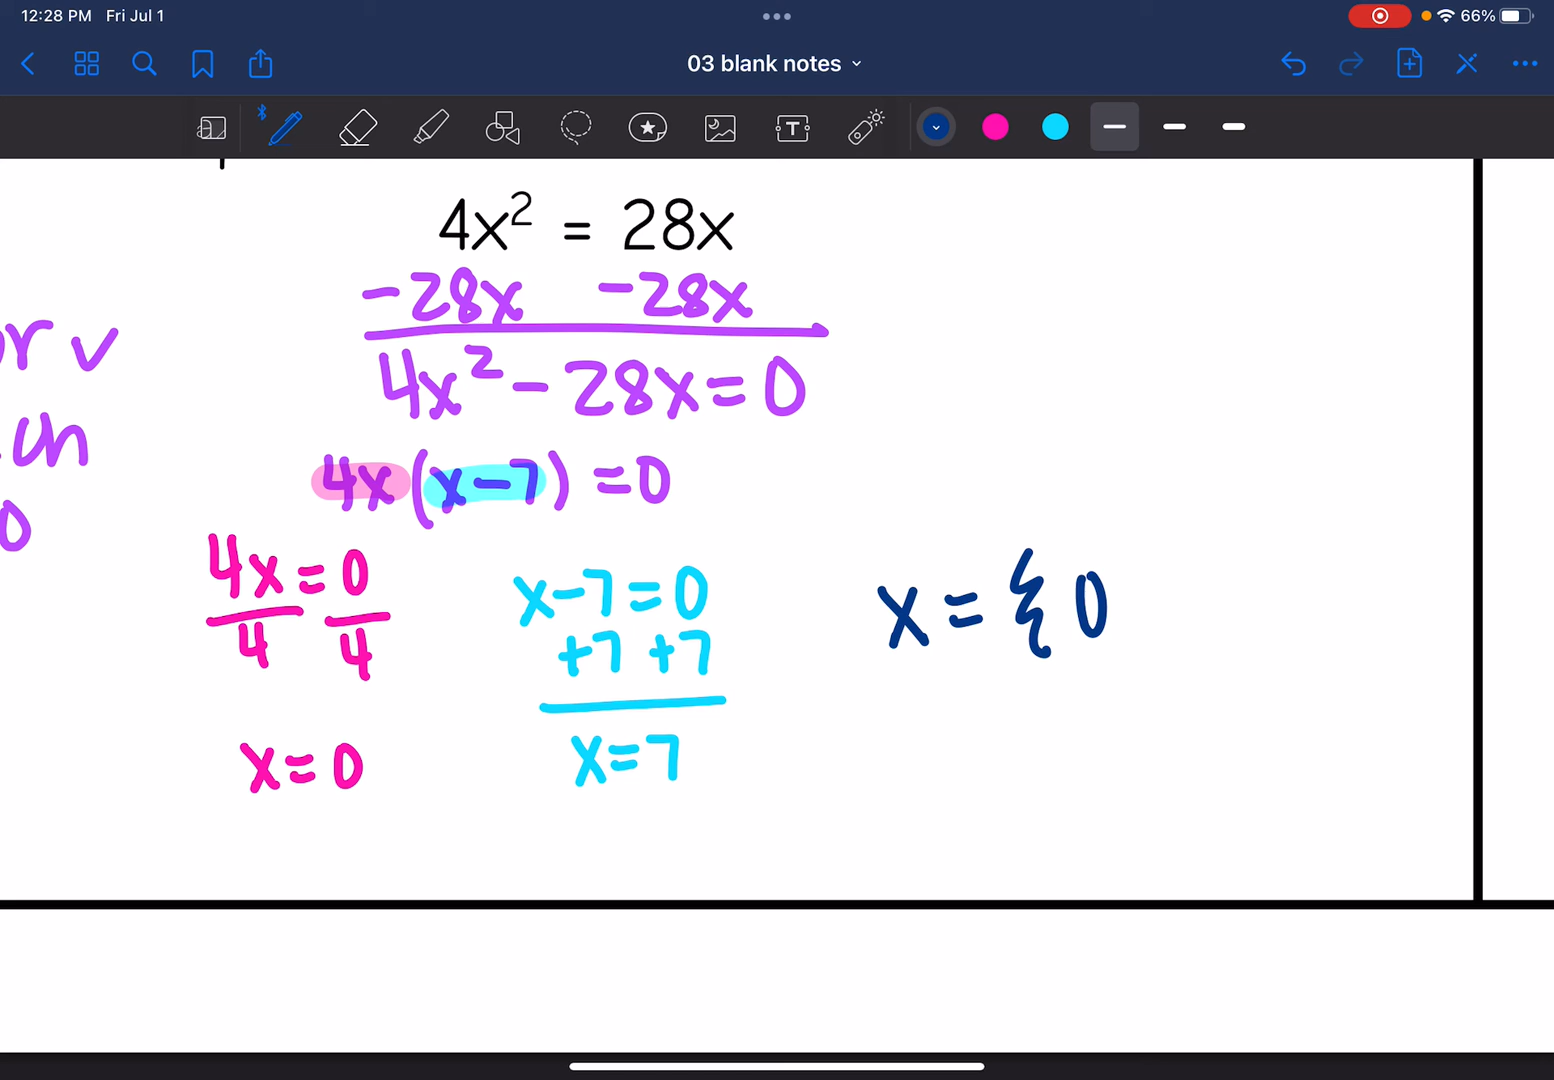 12:28 PM Fri Jul 1
66%
03 blank notes
4x² = 28x
-28x -28x
4x² - 28x = 0
4x(x-7) = 0
4x = 0
4 4
x = 0
x - 7 = 0
+7 +7
x = 7
x = { 0